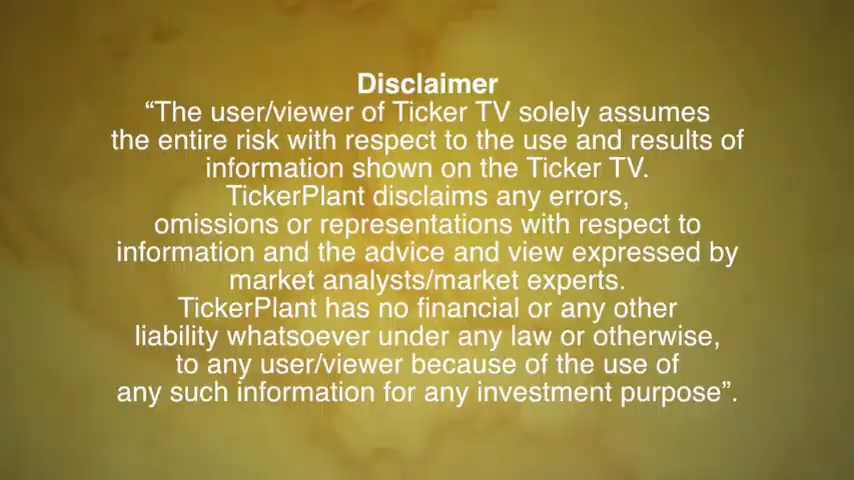 Disclaimer
“The user/viewer of Ticker TV solely assumes
the entire risk with respect to the use and results of
information shown on the Ticker TV.
TickerPlant disclaims any errors,
omissions or representations with respect to
information and the advice and view expressed by
market analysts/market experts.
TickerPlant has no financial or any other
liability whatsoever under any law or otherwise,
to any user/viewer because of the use of
any such information for any investment purpose”.